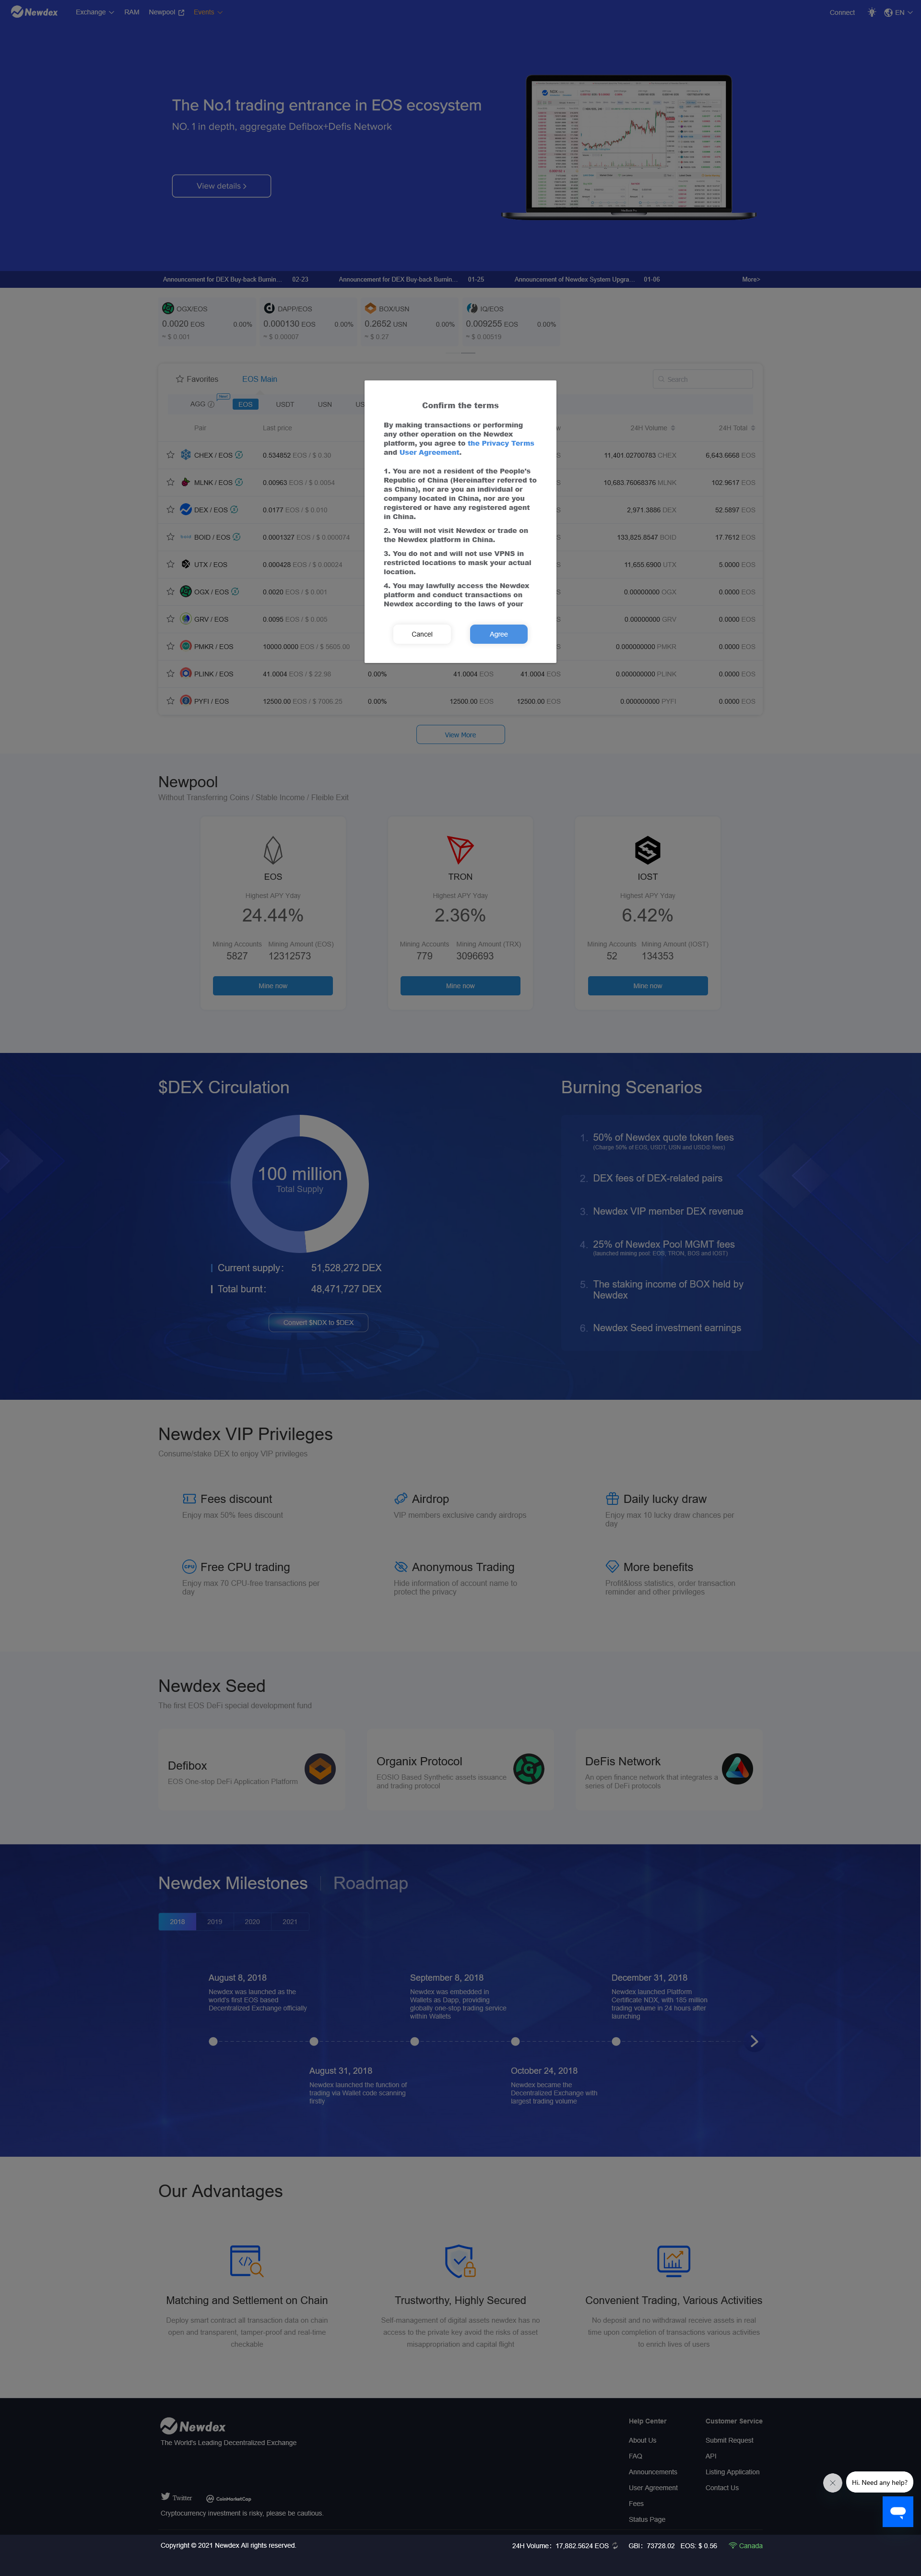 Newdex
Exchange RAM Newpool Events
Connect EN
The No.1 trading entrance in EOS ecosystem
NO. 1 in depth, aggregate Defibox+Defis Network
View details >
Announcement for DEX Buy-back Burnin... 02-23 Announcement for DEX Buy-back Burnin... 01-25 Announcement of Newdex System Upgra... 01-06 More>
OGX/EOS DAPP/EOS BOX/USN IQ/EOS
0.0020 EOS 0.00% 0.000130 EOS 0.00% 0.2652 USN 0.00% 0.009255 EOS 0.00%
≈ $ 0.001 ≈ $ 0.00007 ≈ $ 0.27 ≈ $ 0.00519
Favorites EOS Main Search
AGG EOS USDT USN US
Pair Last price 24H Volume 24H Total
CHEX / EOS 0.534652 EOS / $ 0.30 11,401.02700783 CHEX 6,643.6668 EOS
MLNK / EOS 0.00963 EOS / $ 0.0054 10,683.76068376 MLNK 102.9617 EOS
DEX / EOS 0.0177 EOS / $ 0.010 2,971.3886 DEX 52.5897 EOS
BOID / EOS 0.0001327 EOS / $ 0.000074 133,825.8547 BOID 17.7612 EOS
UTX / EOS 0.000428 EOS / $ 0.00024 11,655.6900 UTX 5.0000 EOS
OGX / EOS 0.0020 EOS / $ 0.001 0.00000000 OGX 0.0000 EOS
GRV / EOS 0.0095 EOS / $ 0.005 0.000000000 GRV 0.0000 EOS
PMKR / EOS 10000.0000 EOS / $ 5605.00 0.000000000 PMKR 0.0000 EOS
PLINK / EOS 41.0004 EOS / $ 22.98 0.00% 41.0004 EOS 41.0004 EOS 0.000000000 PLINK 0.0000 EOS
PYFI / EOS 12500.00 EOS / $ 7006.25 0.00% 12500.00 EOS 12500.00 EOS 0.000000000 PYFI 0.0000 EOS
View More
Confirm the terms
By making transactions or performing
any other operation on the Newdex
platform, you agree to the Privacy Terms
and User Agreement.
1. You are not a resident of the People's
Republic of China (Hereinafter referred to
as China), nor are you an individual or
company located in China, nor are you
registered or have any registered agent
in China.
2. You will not visit Newdex or trade on
the Newdex platform in China.
3. You do not and will not use VPNS in
restricted locations to mask your actual
location.
4. You may lawfully access the Newdex
platform and conduct transactions on
Newdex according to the laws of your
Cancel Agree
Newpool
Without Transferring Coins / Stable Income / Fleible Exit
EOS TRON IOST
Highest APY Yday Highest APY Yday Highest APY Yday
24.44% 2.36% 6.42%
Mining Accounts Mining Amount (EOS) Mining Accounts Mining Amount (TRX) Mining Accounts Mining Amount (IOST)
5827 12312573 779 3096693 52 134353
Mine now Mine now Mine now
$DEX Circulation
100 million
Total Supply
Current supply: 51,528,272 DEX
Total burnt: 48,471,727 DEX
Convert $NDX to $DEX
Burning Scenarios
1. 50% of Newdex quote token fees
(Charge 50% of EOS, USDT, USN and USDⓔ fees)
2. DEX fees of DEX-related pairs
3. Newdex VIP member DEX revenue
4. 25% of Newdex Pool MGMT fees
(launched mining pool: EOS, TRON, BOS and IOST)
5. The staking income of BOX held by
Newdex
6. Newdex Seed investment earnings
Newdex VIP Privileges
Consume/stake DEX to enjoy VIP privileges
Fees discount
Enjoy max 50% fees discount
Airdrop
VIP members exclusive candy airdrops
Daily lucky draw
Enjoy max 10 lucky draw chances per
day
CPU
Free CPU trading
Enjoy max 70 CPU-free transactions per
day
Anonymous Trading
Hide information of account name to
protect the privacy
More benefits
Profit&loss statistics, order transaction
reminder and other privileges
Newdex Seed
The first EOS DeFi special development fund
Defibox
EOS One-stop DeFi Application Platform
Organix Protocol
EOSIO Based Synthetic assets issuance
and trading protocol
DeFis Network
An open finance network that integrates a
series of DeFi protocols
Newdex Milestones Roadmap
2018 2019 2020 2021
August 8, 2018
Newdex was launched as the
world's first EOS based
Decentralized Exchange officially
September 8, 2018
Newdex was embedded in
Wallets as Dapp, providing
globally one-stop trading service
within Wallets
December 31, 2018
Newdex launched Platform
Certificate NDX, with 185 million
trading volume in 24 hours after
launching
August 31, 2018
Newdex launched the function of
trading via Wallet code scanning
firstly
October 24, 2018
Newdex became the
Decentralized Exchange with
largest trading volume
Our Advantages
Matching and Settlement on Chain
Deploy smart contract all transaction data on chain
open and transparent, tamper-proof and real-time
checkable
Trustworthy, Highly Secured
Self-management of digital assets newdex has no
access to the private key avoid the risks of asset
misappropriation and capital flight
Convenient Trading, Various Activities
No deposit and no withdrawal receive assets in real
time upon completion of transactions various activities
to enrich lives of users
Newdex
The World's Leading Decentralized Exchange
Twitter CoinMarketCap
Cryptocurrency investment is risky, please be cautious.
Help Center
About Us
FAQ
Announcements
User Agreement
Fees
Status Page
Customer Service
Submit Request
API
Listing Application
Contact Us
Hi. Need any help?
Copyright © 2021 Newdex All rights reserved.
24H Volume: 17,882.5624 EOS GBI: 73728.02 EOS: $ 0.56 Canada